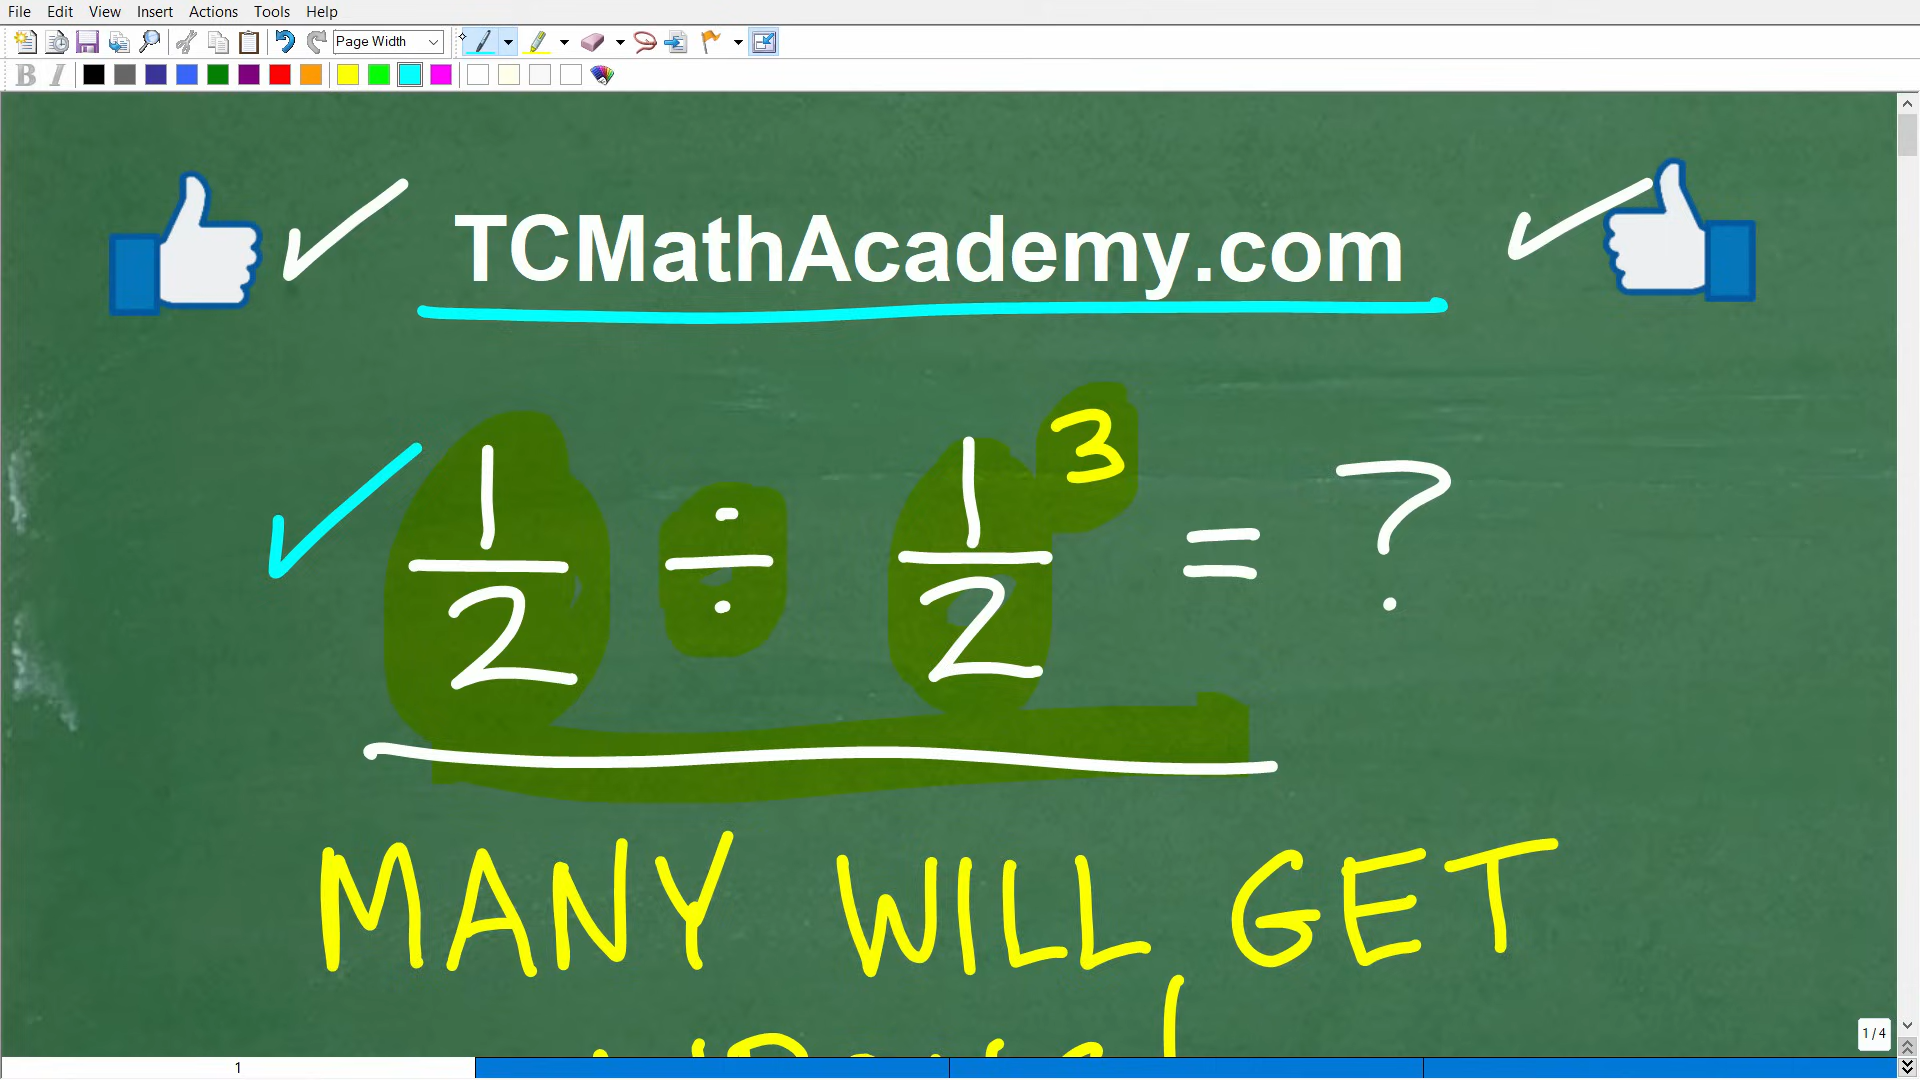 File Edit View Insert Actions Tools Help
Page Width
B I
TCMathAcademy.com
1/2 ÷ 1/2³ = ?
MANY WILL GET
1/4
1